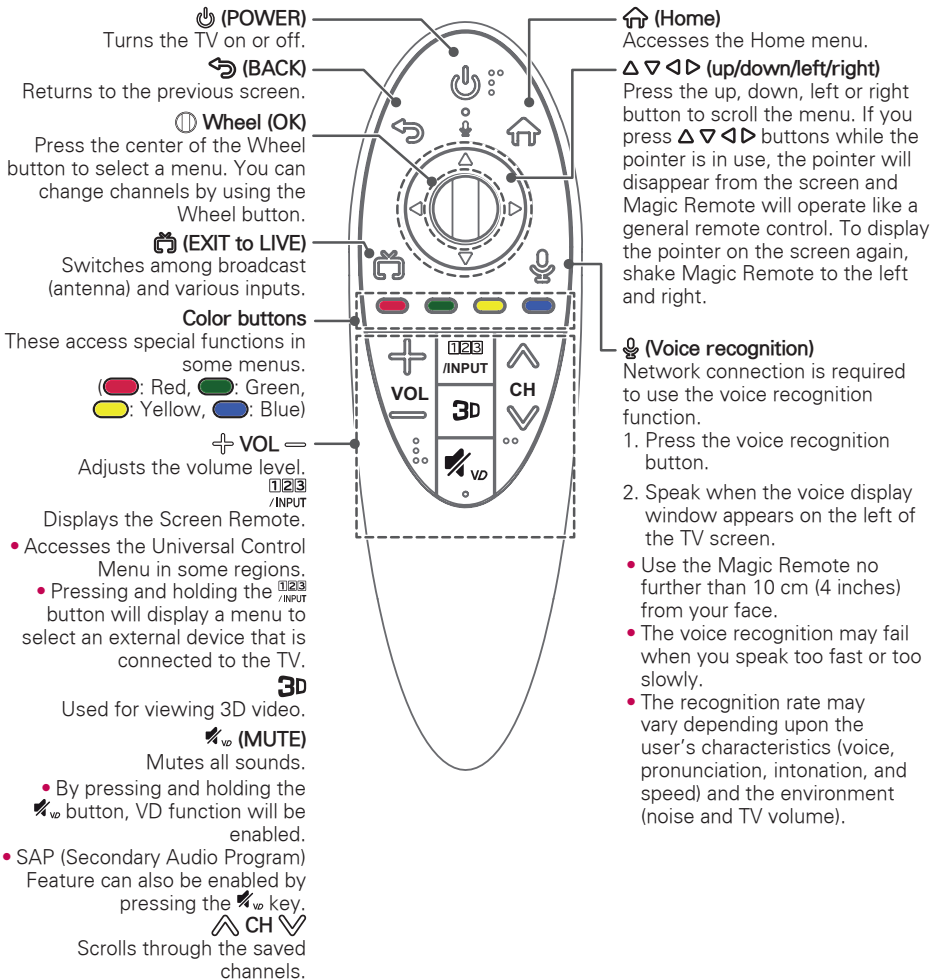 (POWER)
Turns the TV on or off.
(BACK)
Returns to the previous screen.
Wheel (OK)
Press the center of the Wheel
button to select a menu. You can
change channels by using the
Wheel button.
(EXIT to LIVE)
Switches among broadcast
(antenna) and various inputs.
Color buttons
These access special functions in
some menus.
( : Red, : Green,
: Yellow, : Blue)
+ VOL −
Adjusts the volume level.
123
/INPUT
Displays the Screen Remote.
• Accesses the Universal Control
Menu in some regions.
• Pressing and holding the 123/INPUT
button will display a menu to
select an external device that is
connected to the TV.
3D
Used for viewing 3D video.
VD (MUTE)
Mutes all sounds.
• By pressing and holding the
VD button, VD function will be
enabled.
• SAP (Secondary Audio Program)
Feature can also be enabled by
pressing the VD key.
CH
Scrolls through the saved
channels.
123
/INPUT
VOL
CH
3D
VD
(Home)
Accesses the Home menu.
△ ▽ ◁ ▷ (up/down/left/right)
Press the up, down, left or right
button to scroll the menu. If you
press △ ▽ ◁ ▷ buttons while the
pointer is in use, the pointer will
disappear from the screen and
Magic Remote will operate like a
general remote control. To display
the pointer on the screen again,
shake Magic Remote to the left
and right.
(Voice recognition)
Network connection is required
to use the voice recognition
function.
1. Press the voice recognition
button.
2. Speak when the voice display
window appears on the left of
the TV screen.
• Use the Magic Remote no
further than 10 cm (4 inches)
from your face.
• The voice recognition may fail
when you speak too fast or too
slowly.
• The recognition rate may
vary depending upon the
user's characteristics (voice,
pronunciation, intonation, and
speed) and the environment
(noise and TV volume).